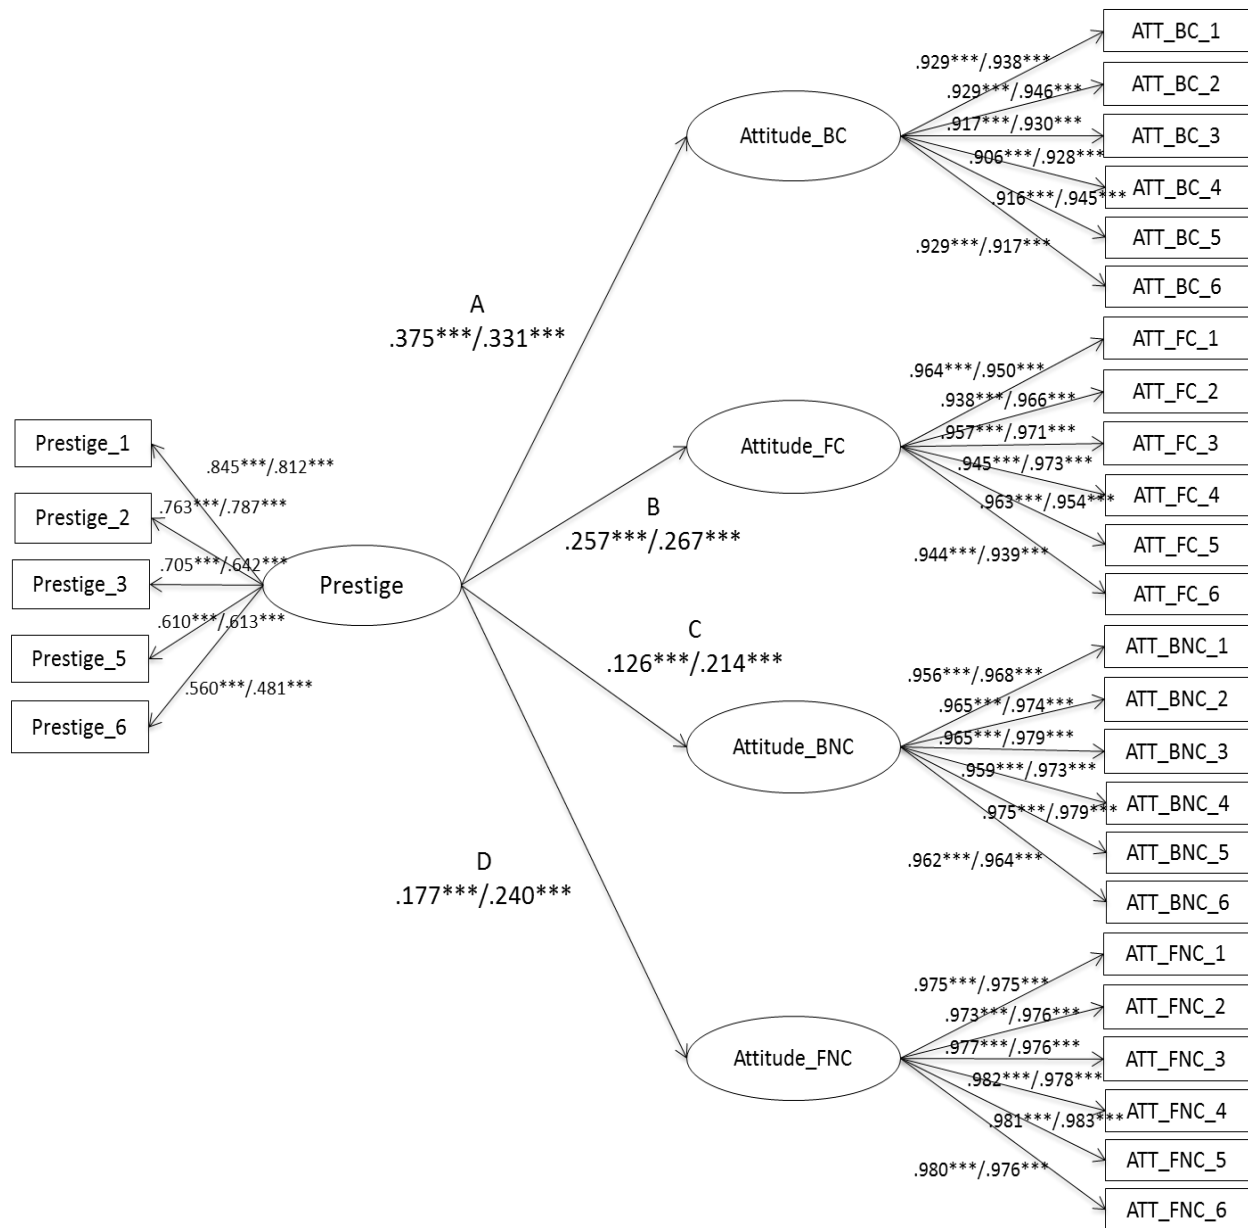 ATT_BC_1
.929***/.938***
ATT_BC_2
.929***/.946***
ATT_BC_3
.917***/.930***
Attitude_BC
.906***/.928***
ATT_BC_4
.916***/.945***
ATT_BC_5
.929***/.917***
ATT_BC_6
A
.375***/.331***
ATT_FC_1
.964***/.950***
ATT_FC_2
.938***/.966***
ATT_FC_3
.957***/.971***
Attitude_FC
.945***/.973***
ATT_FC_4
.963***/.954***
ATT_FC_5
.944***/.939***
ATT_FC_6
B
.257***/.267***
Prestige_1
.845***/.812***
Prestige_2
.763***/.787***
Prestige_3
.705***/.642***
Prestige
.610***/.613***
Prestige_5
.560***/.481***
Prestige_6
C
.126***/.214***
ATT_BNC_1
.956***/.968***
ATT_BNC_2
.965***/.974***
ATT_BNC_3
.965***/.979***
Attitude_BNC
.959***/.973***
ATT_BNC_4
.975***/.979***
ATT_BNC_5
.962***/.964***
ATT_BNC_6
D
.177***/.240***
ATT_FNC_1
.975***/.975***
ATT_FNC_2
.973***/.976***
ATT_FNC_3
.977***/.976***
Attitude_FNC
.982***/.978***
ATT_FNC_4
.981***/.983***
ATT_FNC_5
.980***/.976***
ATT_FNC_6